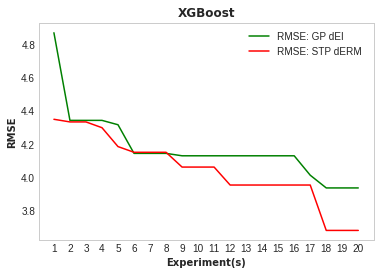 XGBoost
RMSE: GP dEI
RMSE: STP dERM
RMSE
4.8
4.6
4.4
4.2
4.0
3.8
1 2 3 4 5 6 7 8 9 10 11 12 13 14 15 16 17 18 19 20
Experiment(s)